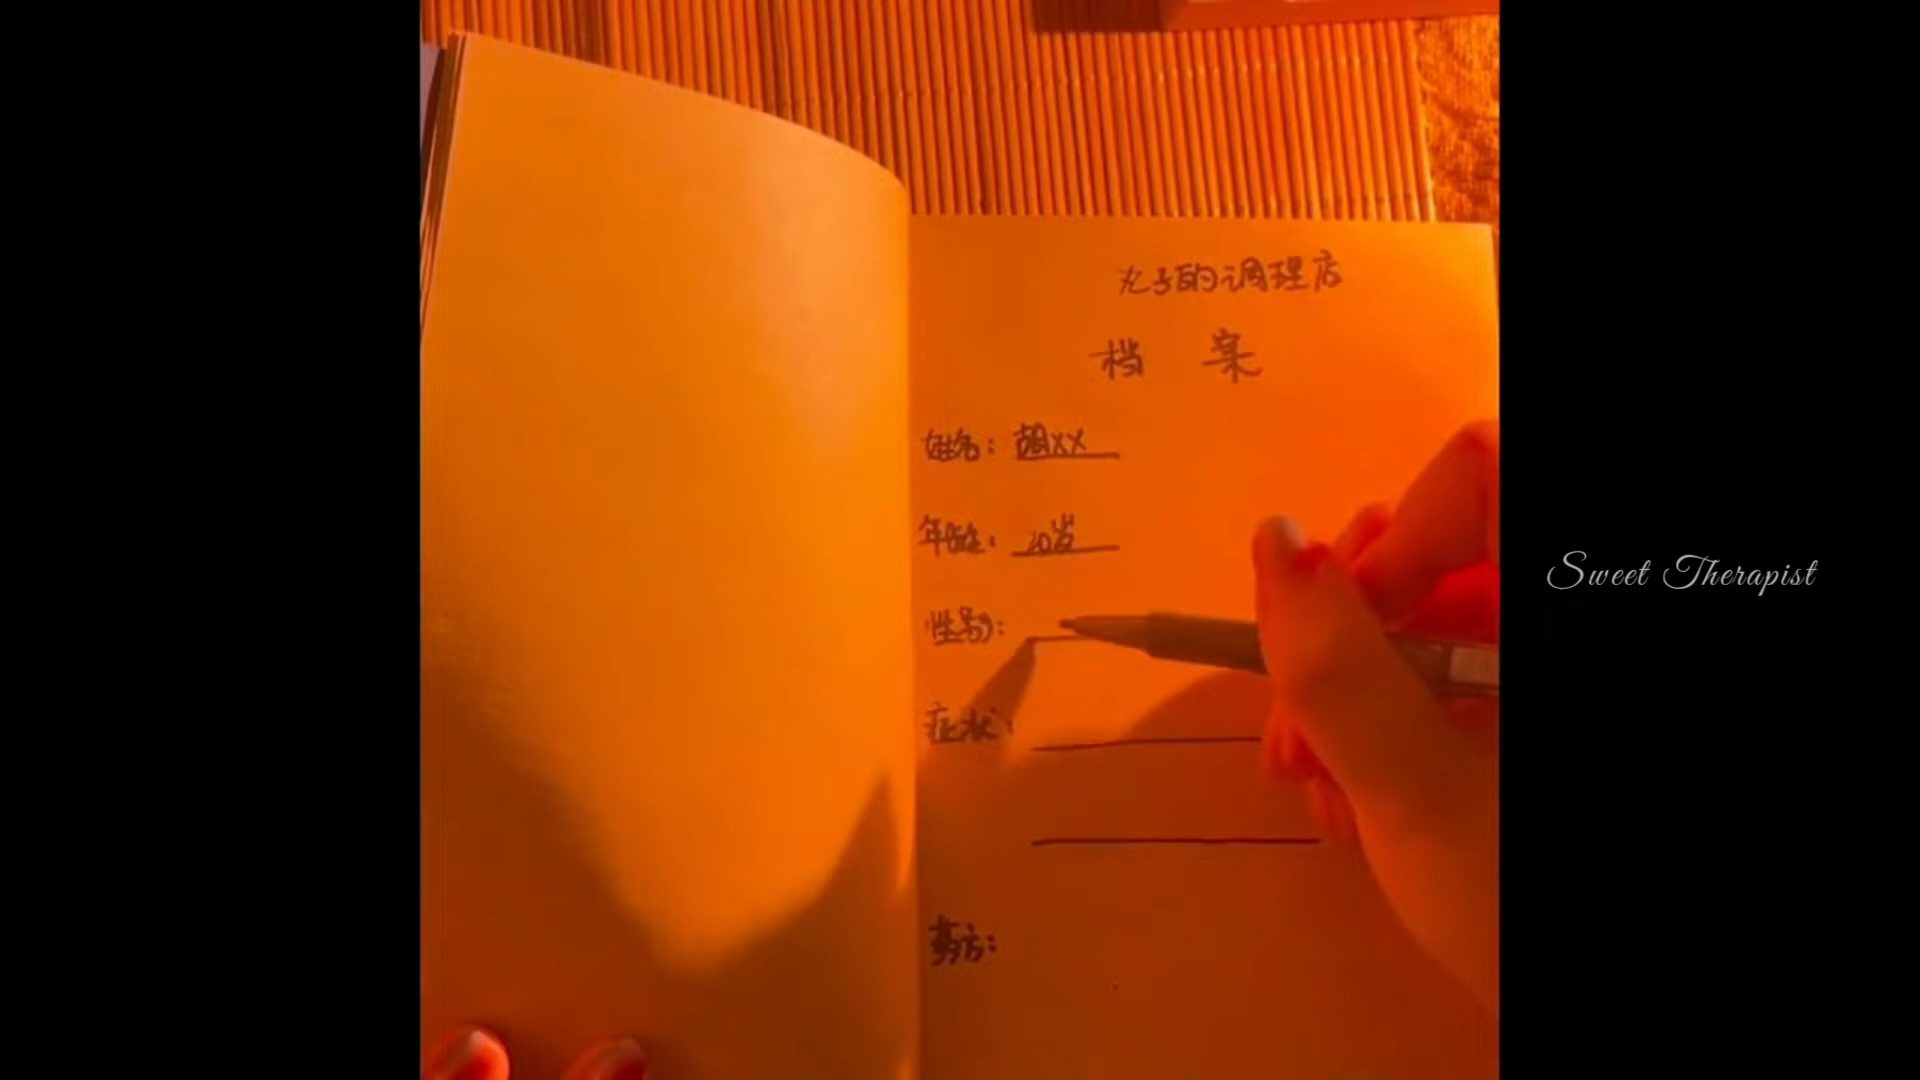 丸子的调理店
档 案
姓名：胡XX
年龄：20岁
性别：
症状：
药方：
Sweet Therapist